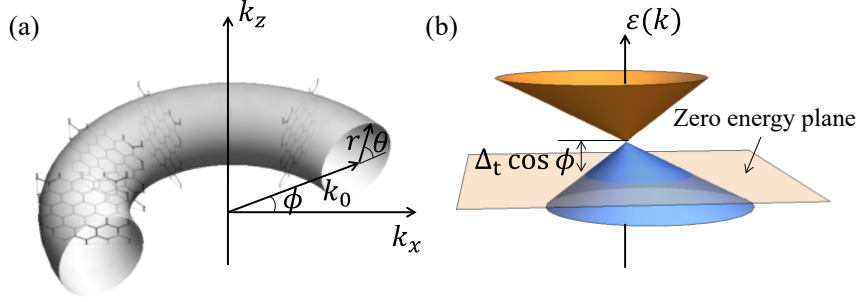 (a)
k_z
r
θ
ϕ
k_0
k_x
(b)
ε(k)
Zero energy plane
Δ_t cos ϕ